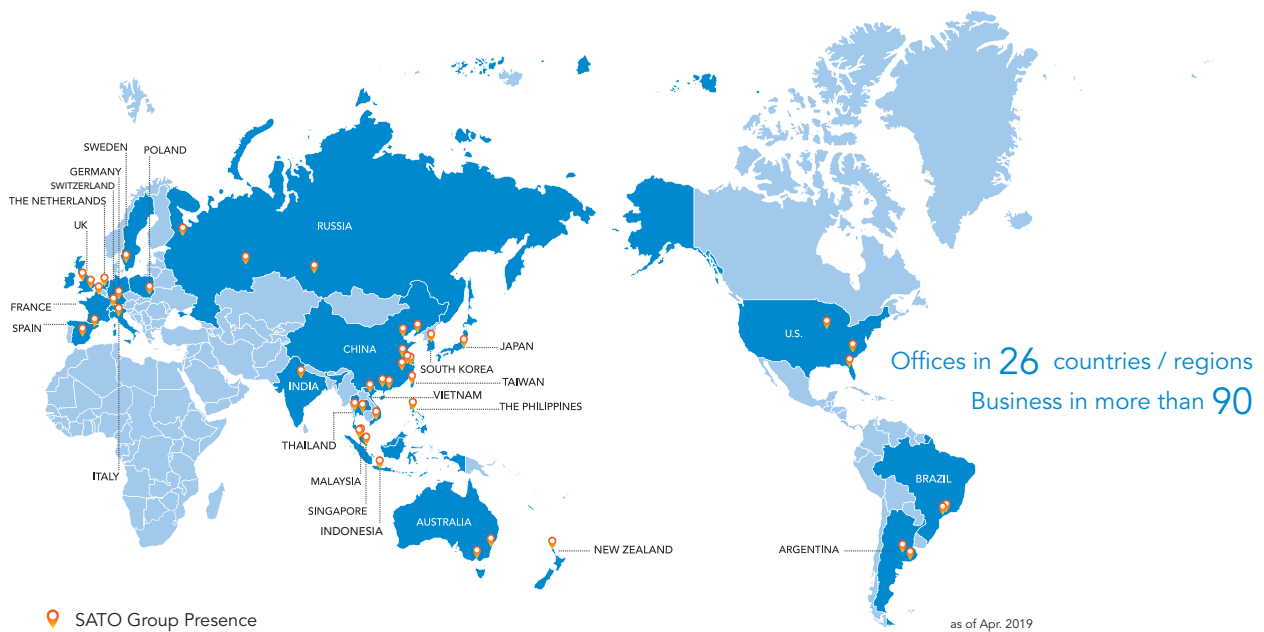 SWEDEN
POLAND
GERMANY
SWITZERLAND
THE NETHERLANDS
UK
RUSSIA
FRANCE
SPAIN
CHINA
JAPAN
SOUTH KOREA
INDIA
TAIWAN
VIETNAM
THE PHILIPPINES
THAILAND
ITALY
MALAYSIA
SINGAPORE
INDONESIA
AUSTRALIA
NEW ZEALAND
U.S.
Offices in 26 countries / regions
Business in more than 90
BRAZIL
ARGENTINA
SATO Group Presence
as of Apr. 2019